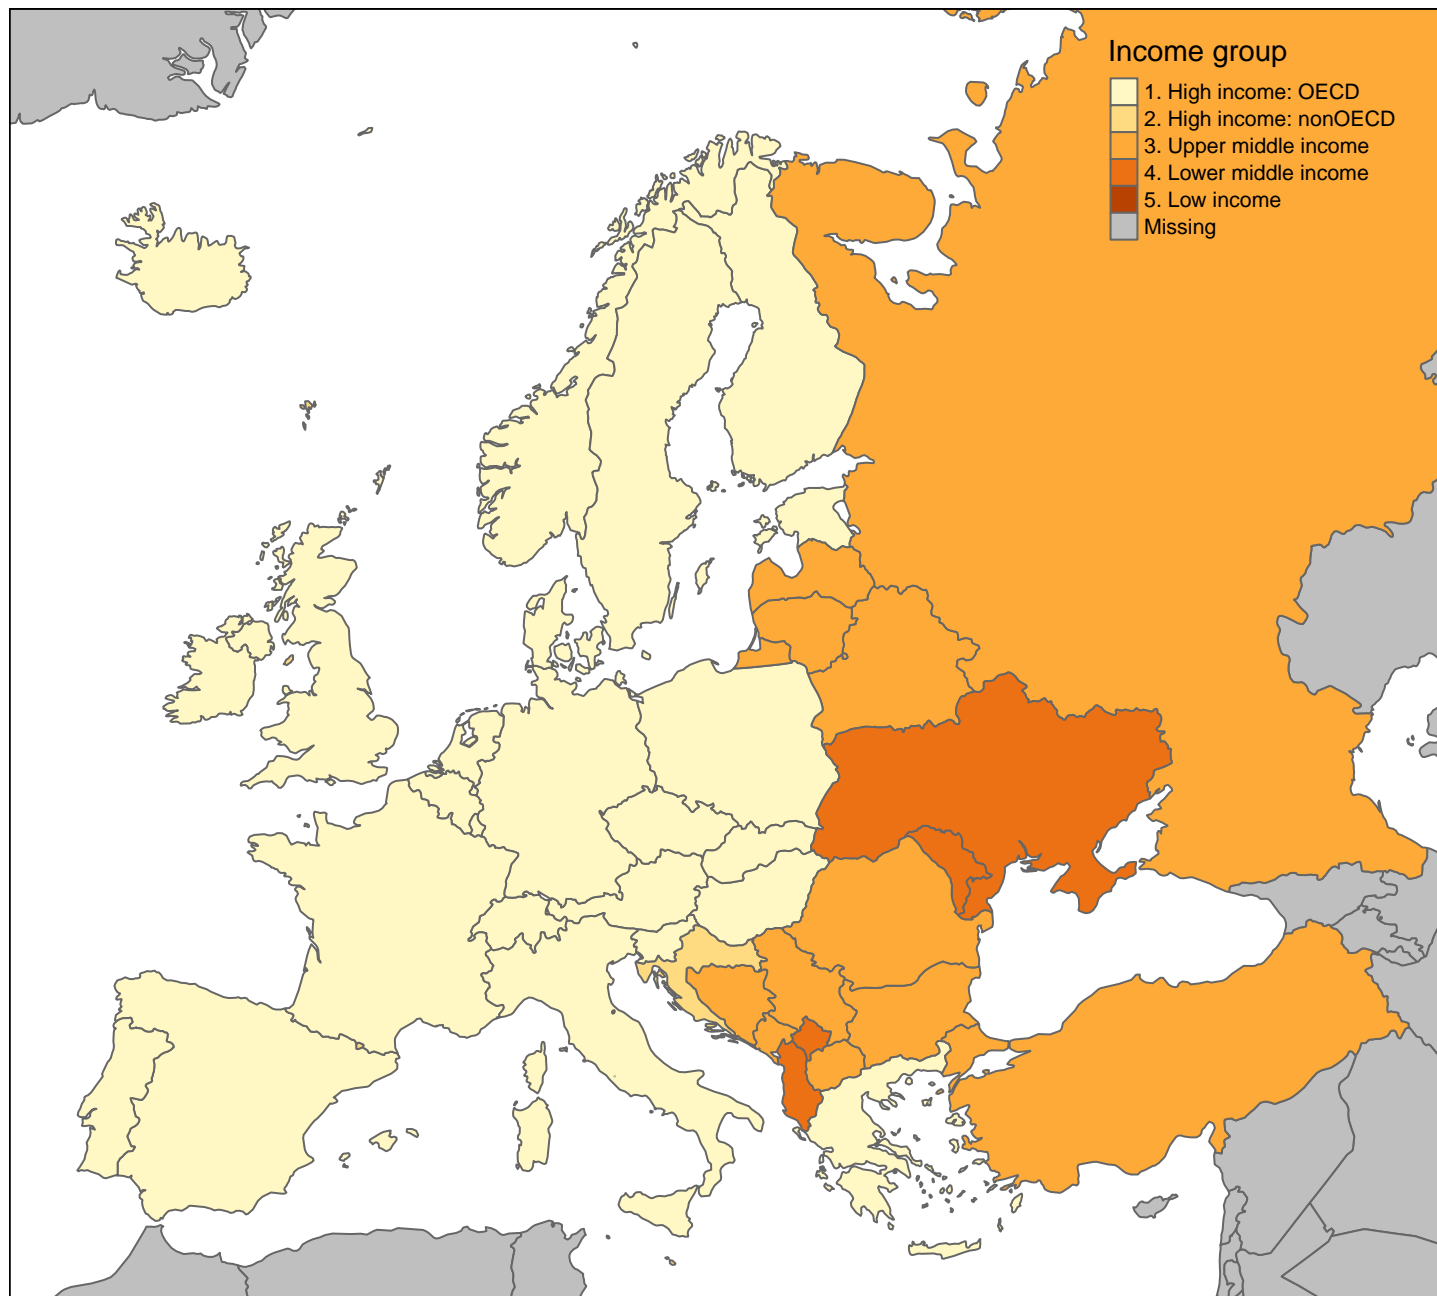 Income group
1. High income: OECD
2. High income: nonOECD
3. Upper middle income
4. Lower middle income
5. Low income
Missing